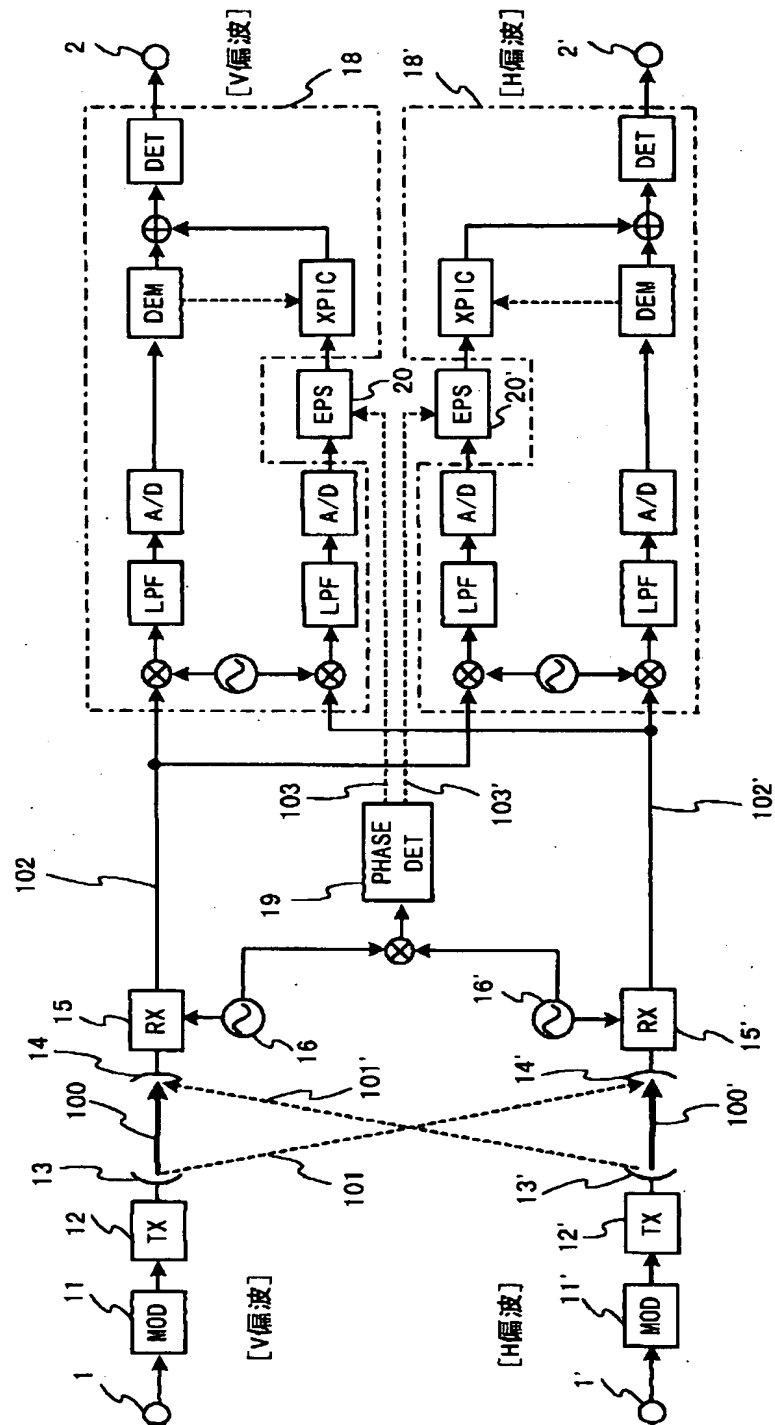 1
11
MOD
12
TX
13
100
14
15
RX
102
[V偏波]
101
101'
16
16'
19
PHASE
DET
103
103'
LPF
A/D
DEM
DET
2
[V偏波]
18
LPF
A/D
EPS
20
XPIC
LPF
A/D
EPS
20'
XPIC
18'
[H偏波]
LPF
A/D
DEM
DET
2'
[H偏波]
1'
11'
MOD
12'
TX
13'
100'
14'
15'
RX
102'